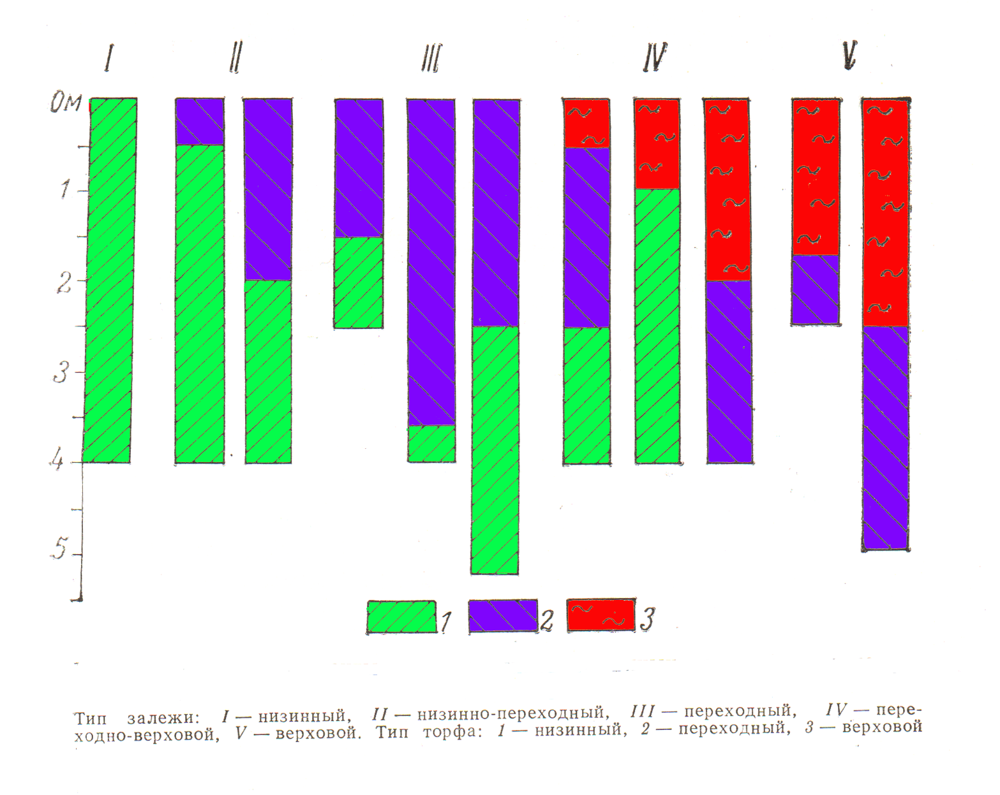 I II III IV V
0м
1
2
3
4
5
1 2 3
Тип залежи: I — низинный, II — низинно-переходный, III — переходный, IV — пере-
ходно-верховой, V — верховой. Тип торфа: 1 — низинный, 2 — переходный, 3 — верховой